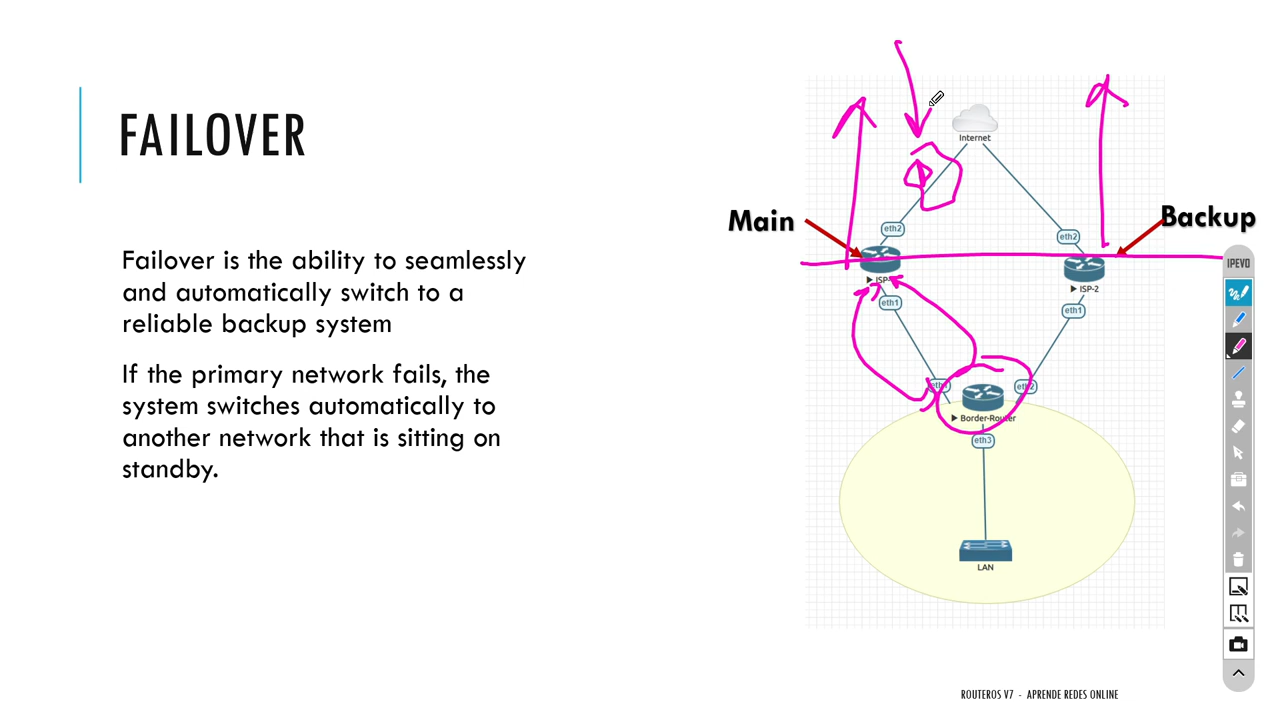 FAILOVER
Failover is the ability to seamlessly
and automatically switch to a
reliable backup system
If the primary network fails, the
system switches automatically to
another network that is sitting on
standby.
Internet
Main
Backup
eth2
eth2
ISP-2
eth1
eth1
eth2
Border-Router
eth3
LAN
IPEVO
ROUTEROS V7 - APRENDE REDES ONLINE